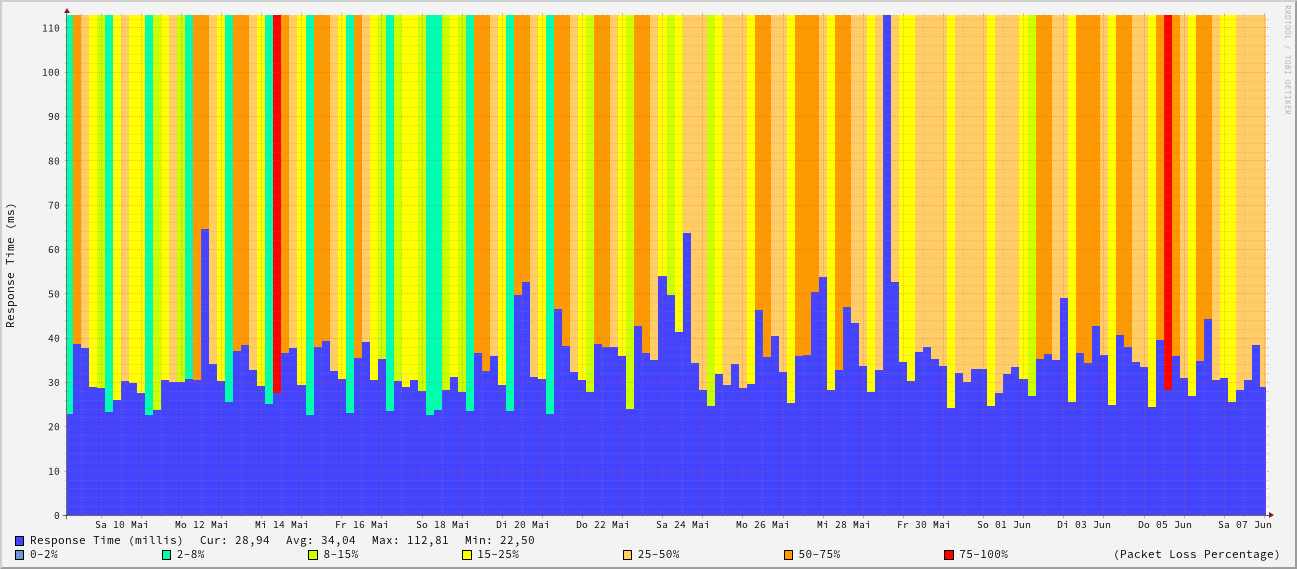 RRDTOOL / TOBI OETIKER
Response Time (ms)
110
100
90
80
70
60
50
40
30
20
10
0
Sa 10 Mai Mo 12 Mai Mi 14 Mai Fr 16 Mai So 18 Mai Di 20 Mai Do 22 Mai Sa 24 Mai Mo 26 Mai Mi 28 Mai Fr 30 Mai So 01 Jun Di 03 Jun Do 05 Jun Sa 07 Jun
Response Time (millis) Cur: 28,94 Avg: 34,04 Max: 112,81 Min: 22,50
0-2% 2-8% 8-15% 15-25% 25-50% 50-75% 75-100% (Packet Loss Percentage)